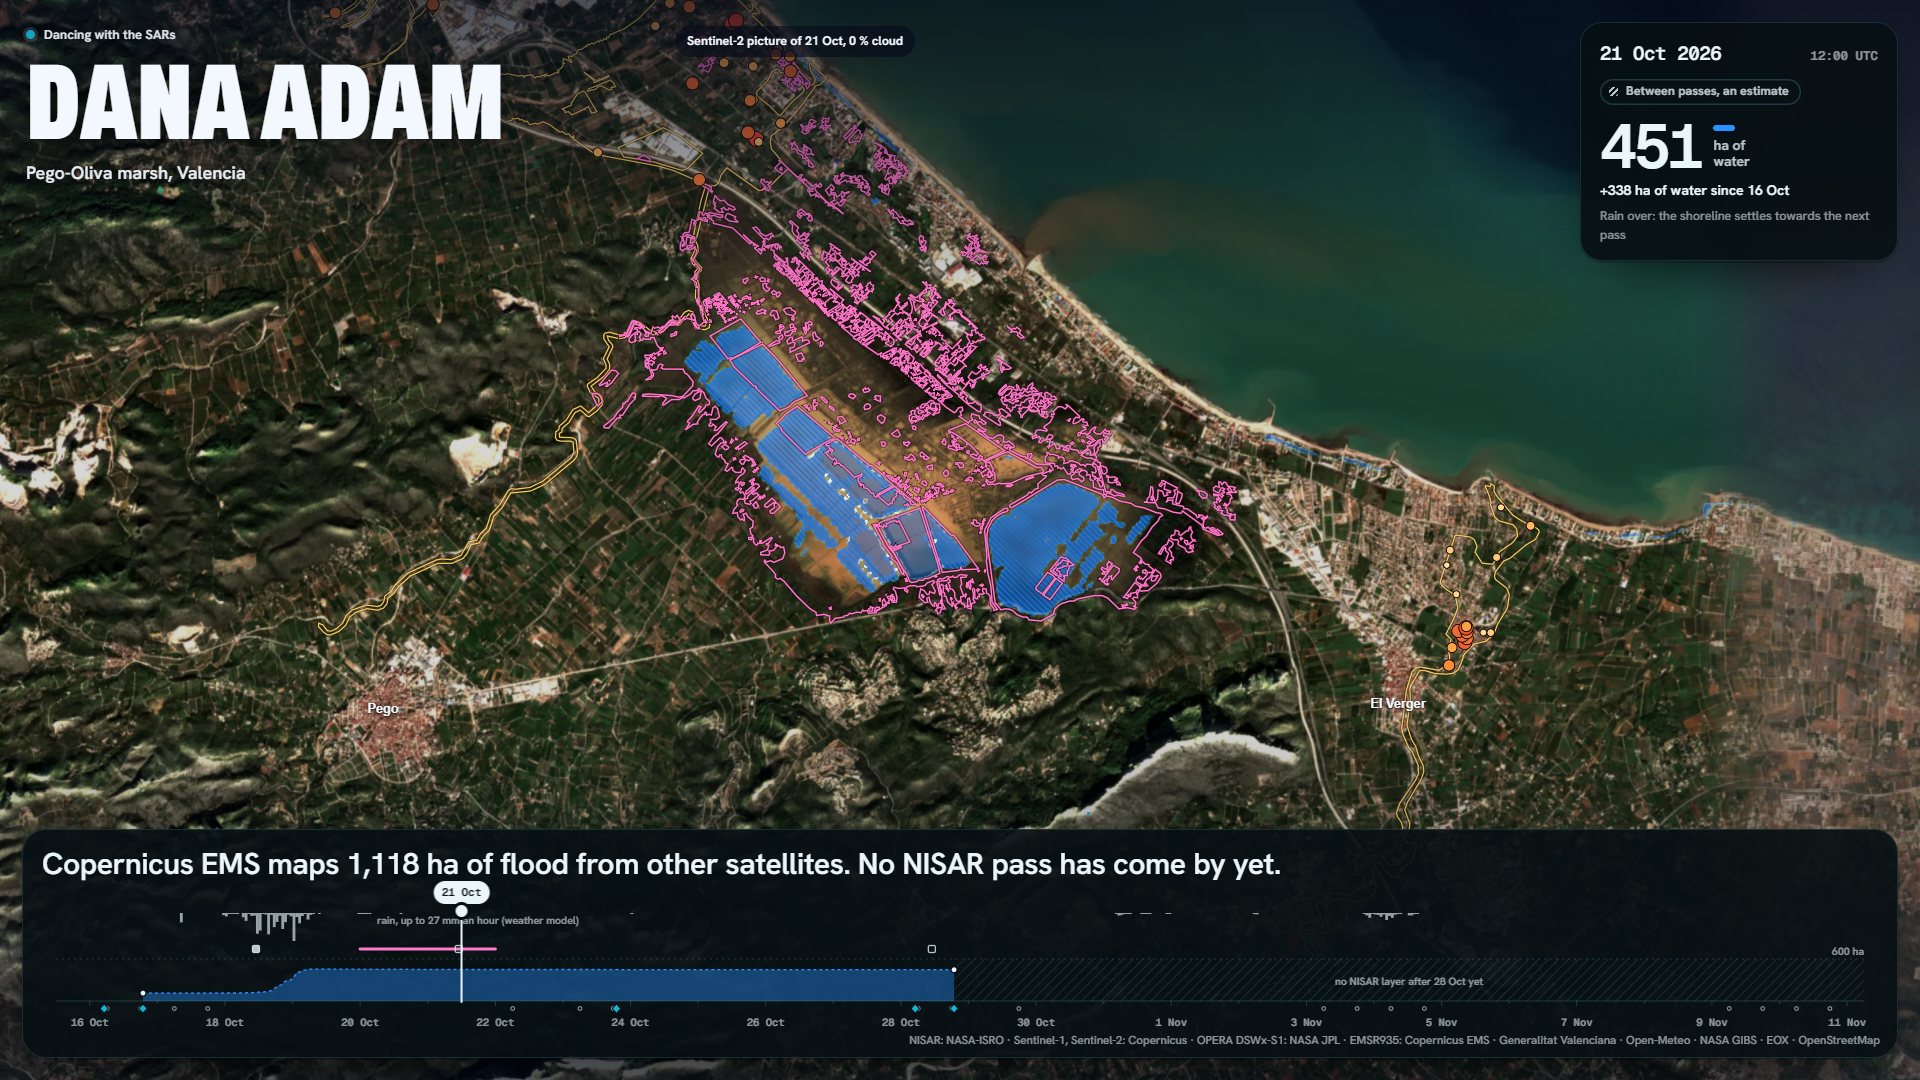 Dancing with the SARs
DANA ADAM
Pego-Oliva marsh, Valencia
Sentinel-2 picture of 21 Oct, 0 % cloud
21 Oct 2026
12:00 UTC
Between passes, an estimate
451
ha of
water
+338 ha of water since 16 Oct
Rain over: the shoreline settles towards the next
pass
Pego
El Verger
Copernicus EMS maps 1,118 ha of flood from other satellites. No NISAR pass has come by yet.
21 Oct
rain, up to 27 mm an hour (weather model)
600 ha
no NISAR layer after 28 Oct yet
16 Oct
18 Oct
20 Oct
22 Oct
24 Oct
26 Oct
28 Oct
30 Oct
1 Nov
3 Nov
5 Nov
7 Nov
9 Nov
11 Nov
NISAR: NASA-ISRO · Sentinel-1, Sentinel-2: Copernicus · OPERA DSWx-S1: NASA JPL · EMSR935: Copernicus EMS · Generalitat Valenciana · Open-Meteo · NASA GIBS · EOX · OpenStreetMap